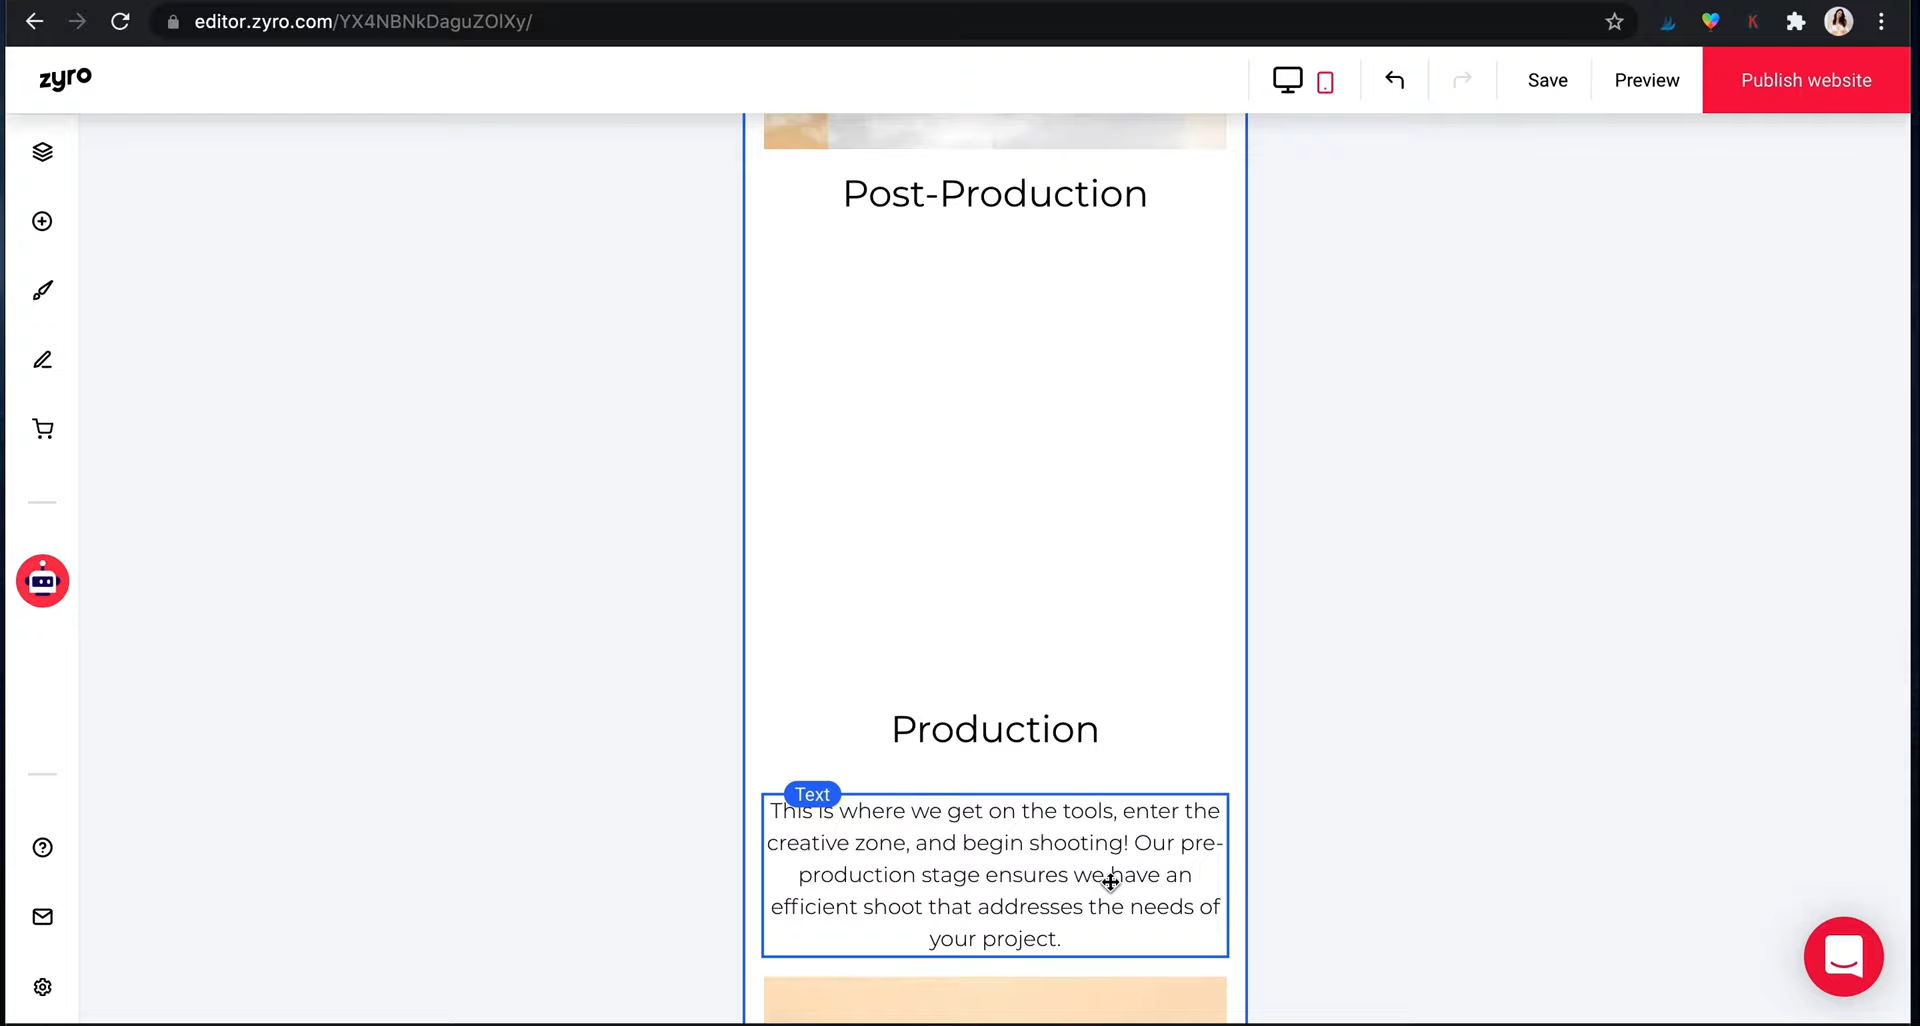 editor.zyro.com/YX4NBNkDaguZOlXy/
K
zyro
Save
Preview
Publish website
Post-Production
Production
Text
This is where we get on the tools, enter the
creative zone, and begin shooting! Our pre-
production stage ensures we have an
efficient shoot that addresses the needs of
your project.